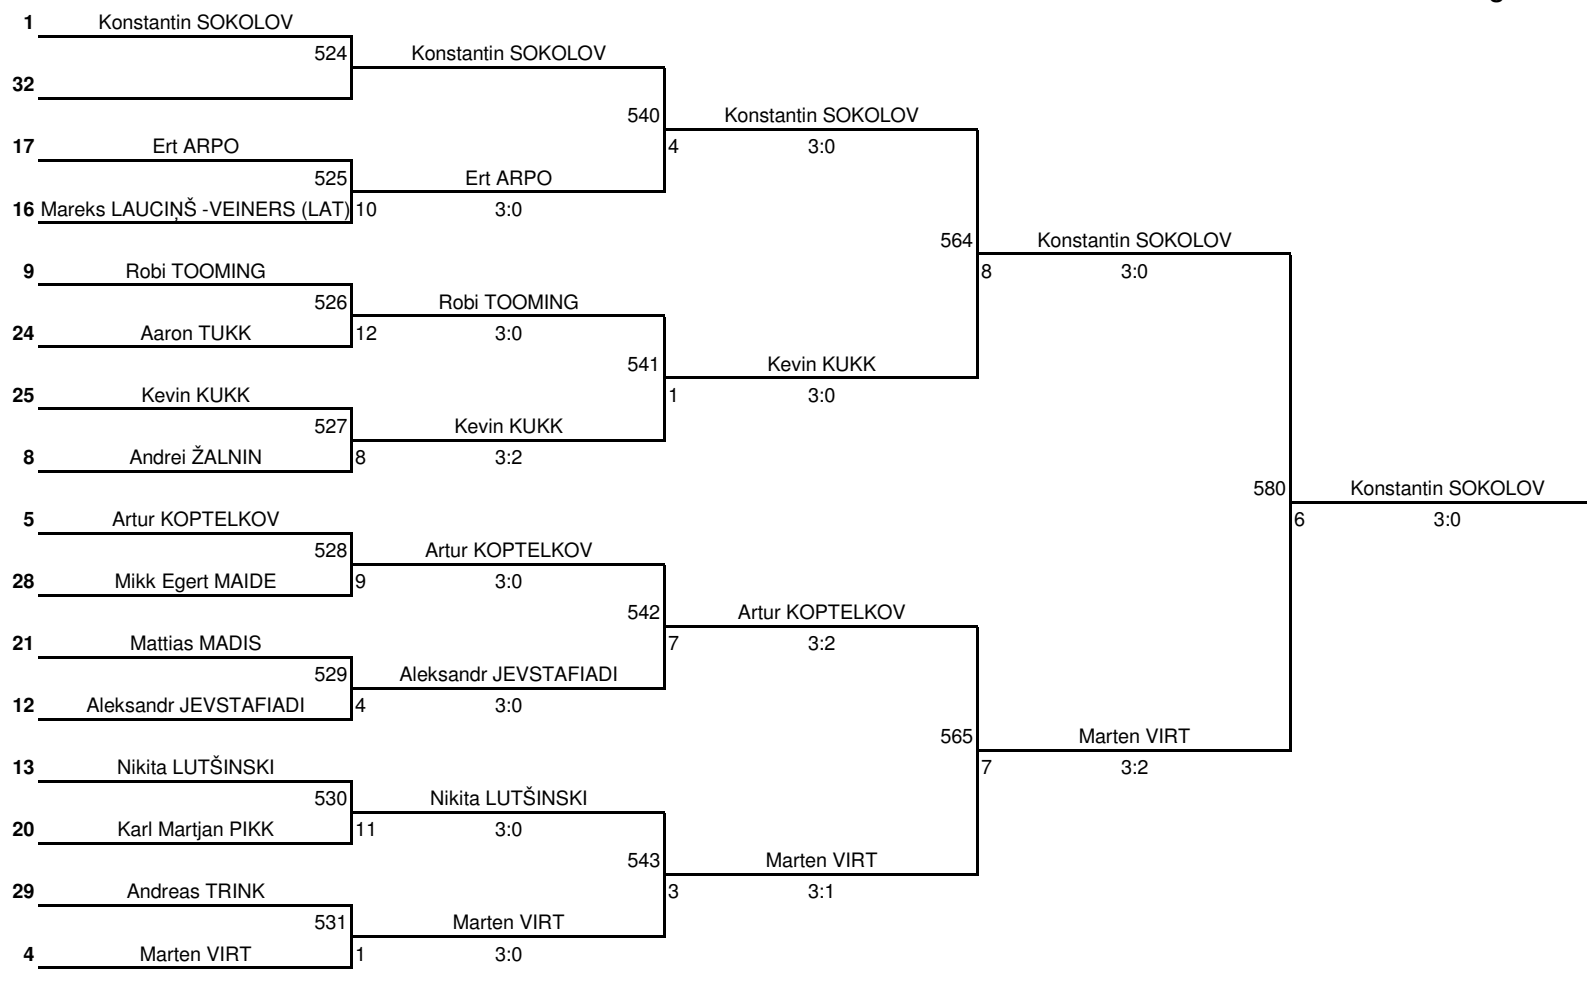 g
1 Konstantin SOKOLOV
524 Konstantin SOKOLOV
32
540 Konstantin SOKOLOV
17 Ert ARPO 4 3:0
525 Ert ARPO
16 Mareks LAUCIŅŠ -VEINERS (LAT) 10 3:0
564 Konstantin SOKOLOV
9 Robi TOOMING 8 3:0
526 Robi TOOMING
24 Aaron TUKK 12 3:0
541 Kevin KUKK
25 Kevin KUKK 1 3:0
527 Kevin KUKK
8 Andrei ŽALNIN 8 3:2
580 Konstantin SOKOLOV
5 Artur KOPTELKOV 6 3:0
528 Artur KOPTELKOV
28 Mikk Egert MAIDE 9 3:0
542 Artur KOPTELKOV
21 Mattias MADIS 7 3:2
529 Aleksandr JEVSTAFIADI
12 Aleksandr JEVSTAFIADI 4 3:0
565 Marten VIRT
13 Nikita LUTŠINSKI 7 3:2
530 Nikita LUTŠINSKI
20 Karl Martjan PIKK 11 3:0
543 Marten VIRT
29 Andreas TRINK 3 3:1
531 Marten VIRT
4 Marten VIRT 1 3:0